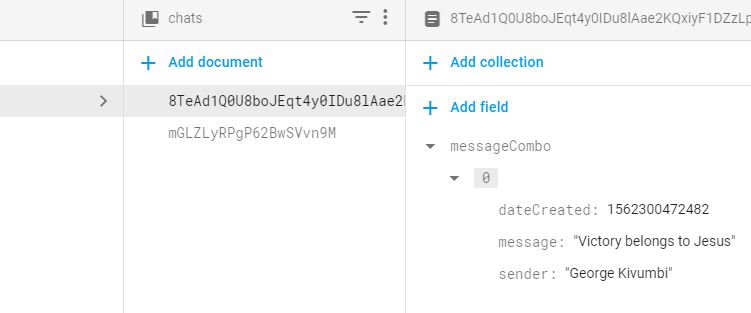 chats
Add document
8TeAd1Q0U8boJEqt4y0IDu8lAae2
mGLZLyRPgP62BwSVvn9M
8TeAd1Q0U8boJEqt4y0IDu8lAae2KQxiyF1DZzLp
Add collection
Add field
messageCombo
0
dateCreated: 1562300472482
message: "Victory belongs to Jesus"
sender: "George Kivumbi"